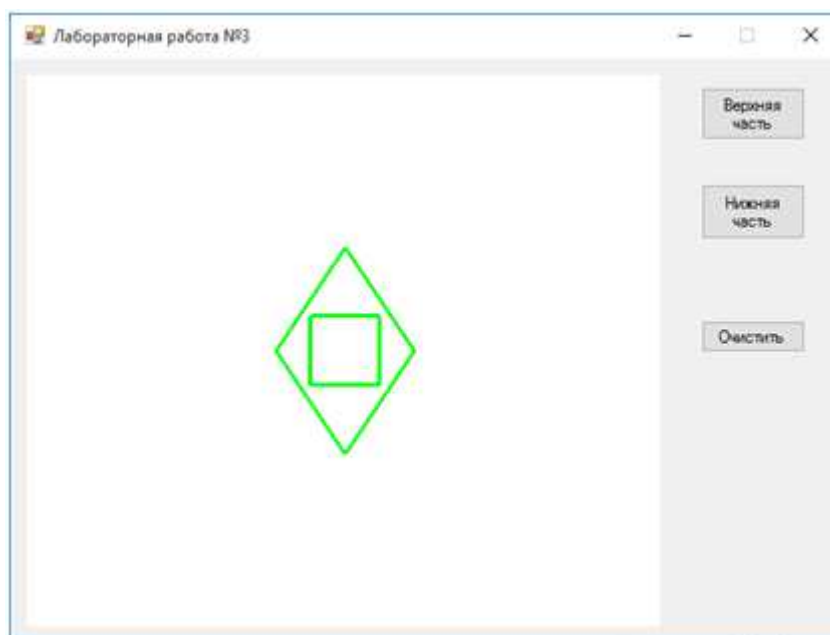 Лабораторная работа №3
Верхняя
часть
Нижняя
часть
Очистить